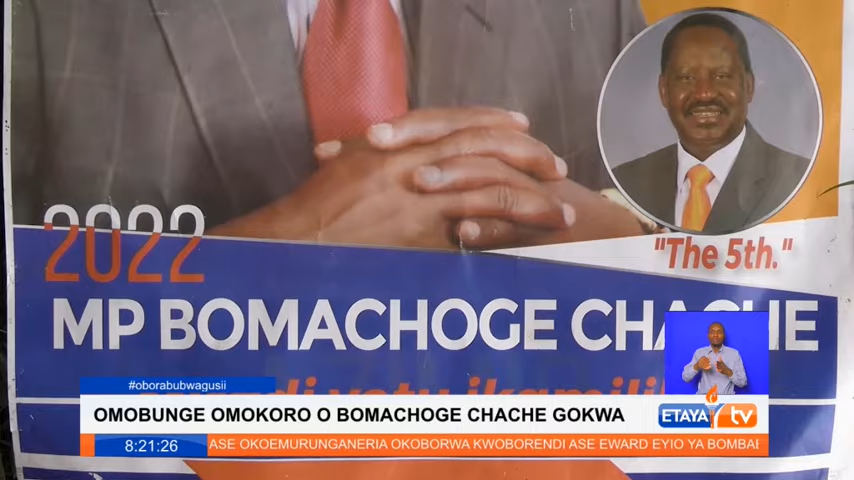 2022
"The 5th."
MP BOMACHOGE CHACHE
#oborabubwagusii
OMOBUNGE OMOKORO O BOMACHOGE CHACHE GOKWA
ETAYA tv
8:21:26
ASE OKOEMURUNGANERIA OKOBORWA KWOBORENDI ASE EWARD EYIO YA BOMBAI